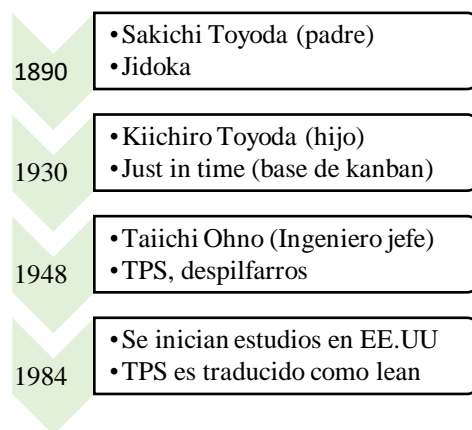 1890
•Sakichi Toyoda (padre)
•Jidoka
1930
•Kiichiro Toyoda (hijo)
•Just in time (base de kanban)
1948
•Taiichi Ohno (Ingeniero jefe)
•TPS, despilfarros
1984
•Se inician estudios en EE.UU
•TPS es traducido como lean